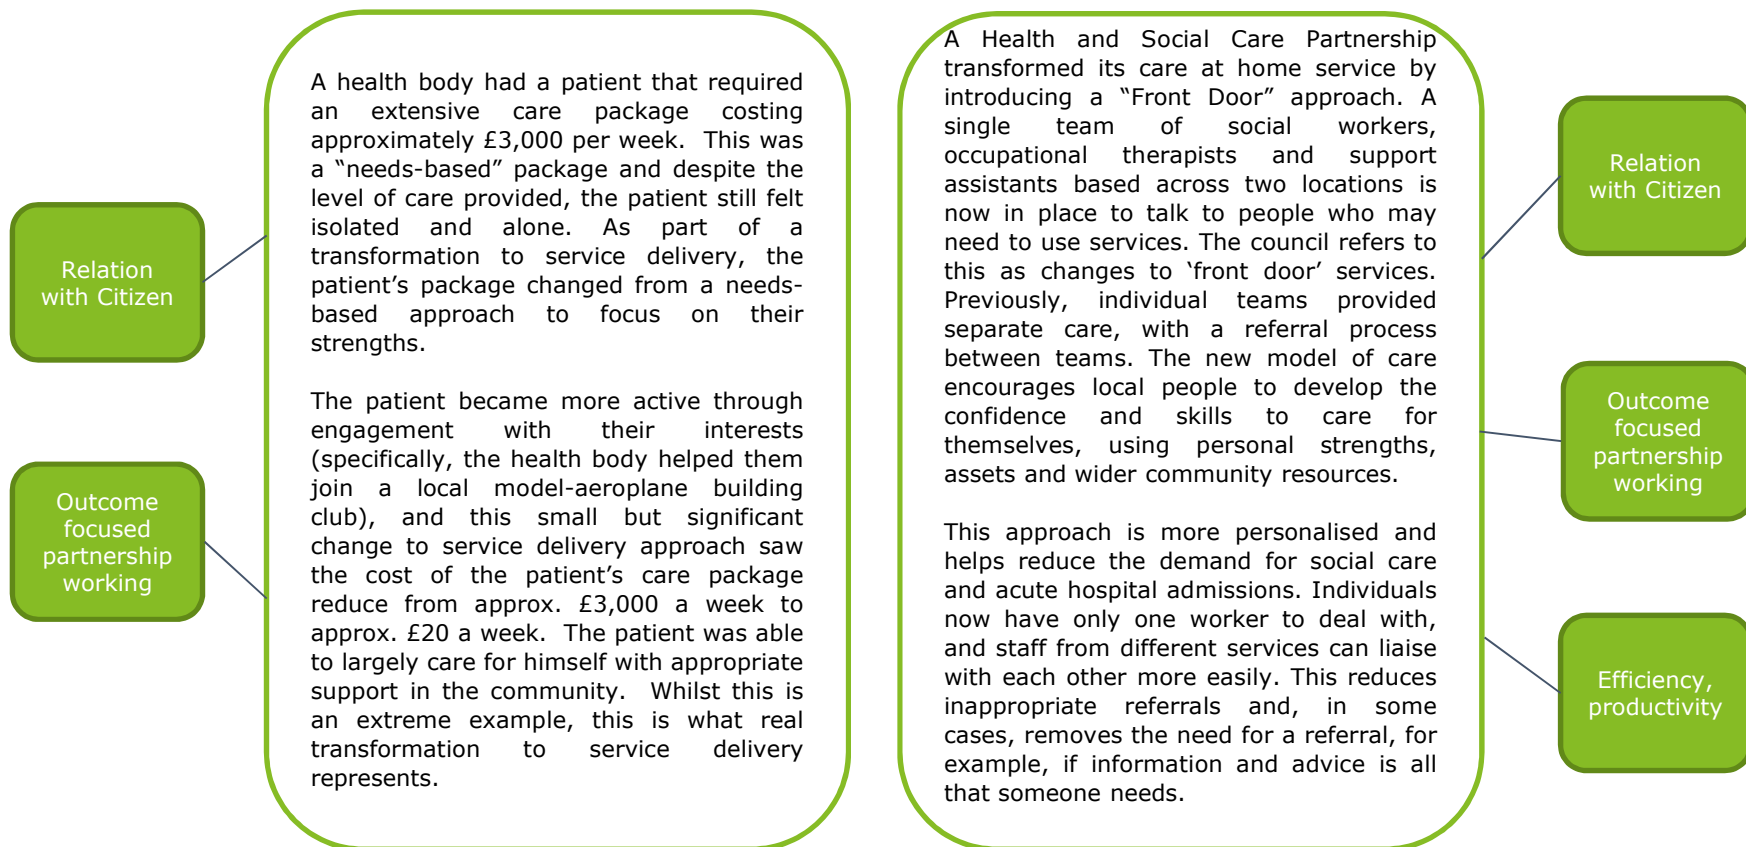 Relation
with Citizen
Outcome
focused
partnership
working
A health body had a patient that required
an extensive care package costing
approximately £3,000 per week. This was
a “needs-based” package and despite the
level of care provided, the patient still felt
isolated and alone. As part of a
transformation to service delivery, the
patient’s package changed from a needs-
based approach to focus on their
strengths.
The patient became more active through
engagement with their interests
(specifically, the health body helped them
join a local model-aeroplane building
club), and this small but significant
change to service delivery approach saw
the cost of the patient’s care package
reduce from approx. £3,000 a week to
approx. £20 a week. The patient was able
to largely care for himself with appropriate
support in the community. Whilst this is
an extreme example, this is what real
transformation to service delivery
represents.
A Health and Social Care Partnership
transformed its care at home service by
introducing a “Front Door” approach. A
single team of social workers,
occupational therapists and support
assistants based across two locations is
now in place to talk to people who may
need to use services. The council refers to
this as changes to ‘front door’ services.
Previously, individual teams provided
separate care, with a referral process
between teams. The new model of care
encourages local people to develop the
confidence and skills to care for
themselves, using personal strengths,
assets and wider community resources.
This approach is more personalised and
helps reduce the demand for social care
and acute hospital admissions. Individuals
now have only one worker to deal with,
and staff from different services can liaise
with each other more easily. This reduces
inappropriate referrals and, in some
cases, removes the need for a referral, for
example, if information and advice is all
that someone needs.
Relation
with Citizen
Outcome
focused
partnership
working
Efficiency,
productivity